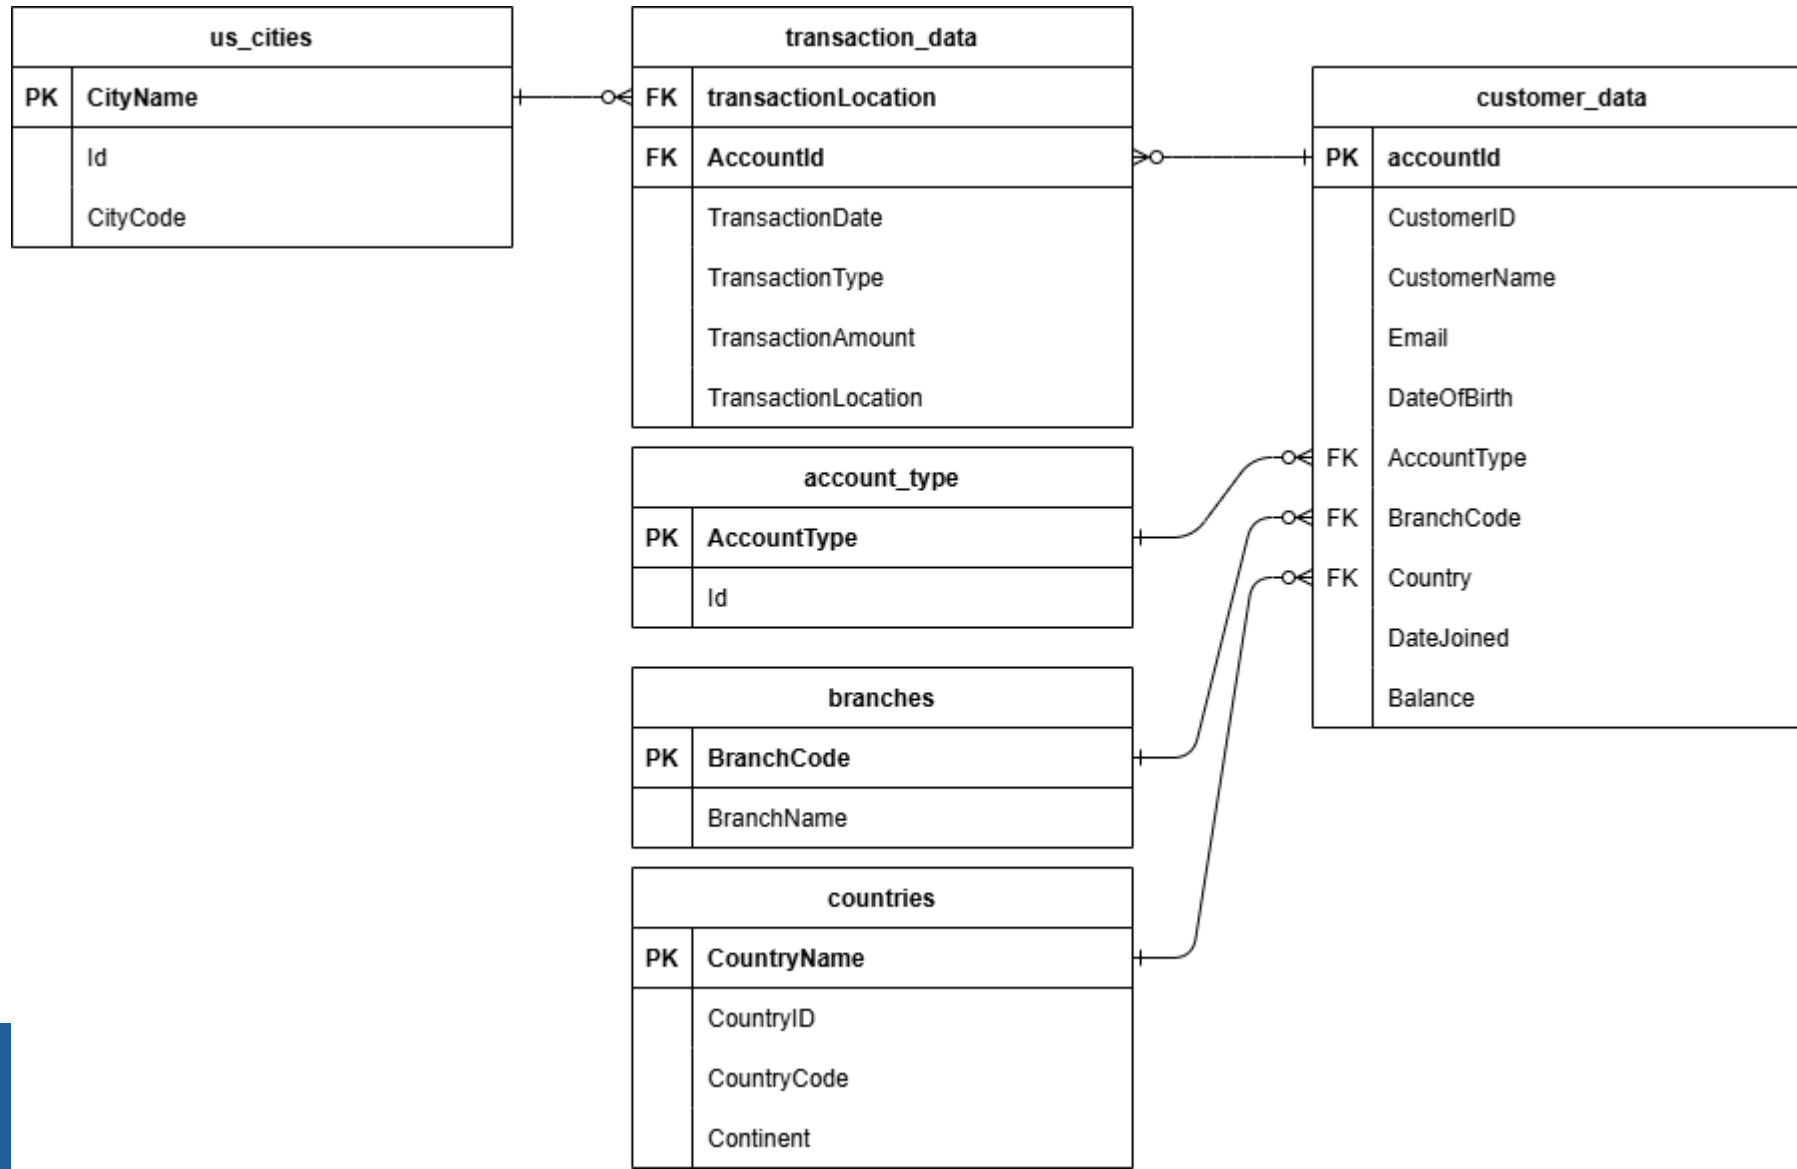 us_cities
PK CityName
Id
CityCode
transaction_data
FK transactionLocation
FK AccountId
TransactionDate
TransactionType
TransactionAmount
TransactionLocation
account_type
PK AccountType
Id
branches
PK BranchCode
BranchName
countries
PK CountryName
CountryID
CountryCode
Continent
customer_data
PK accountId
CustomerID
CustomerName
Email
DateOfBirth
FK AccountType
FK BranchCode
FK Country
DateJoined
Balance